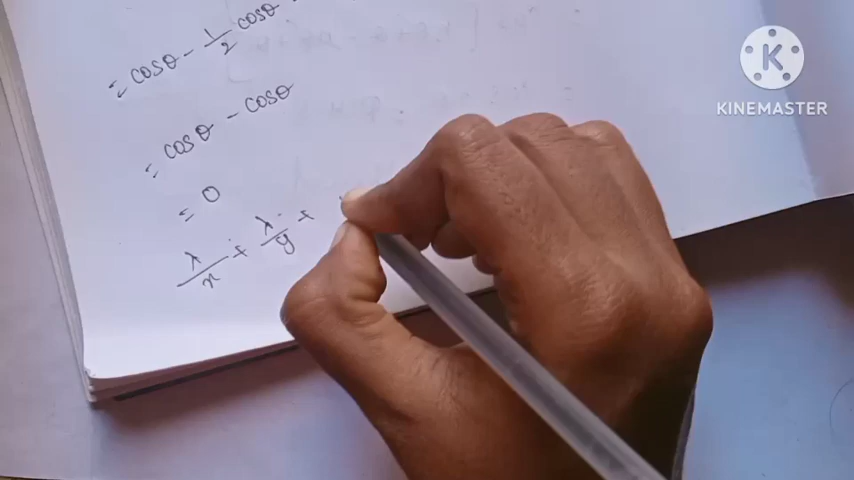 = cosθ - 1/2 cosθ
= cosθ - cosθ
= 0
λ/x + λ/y +
KINEMASTER